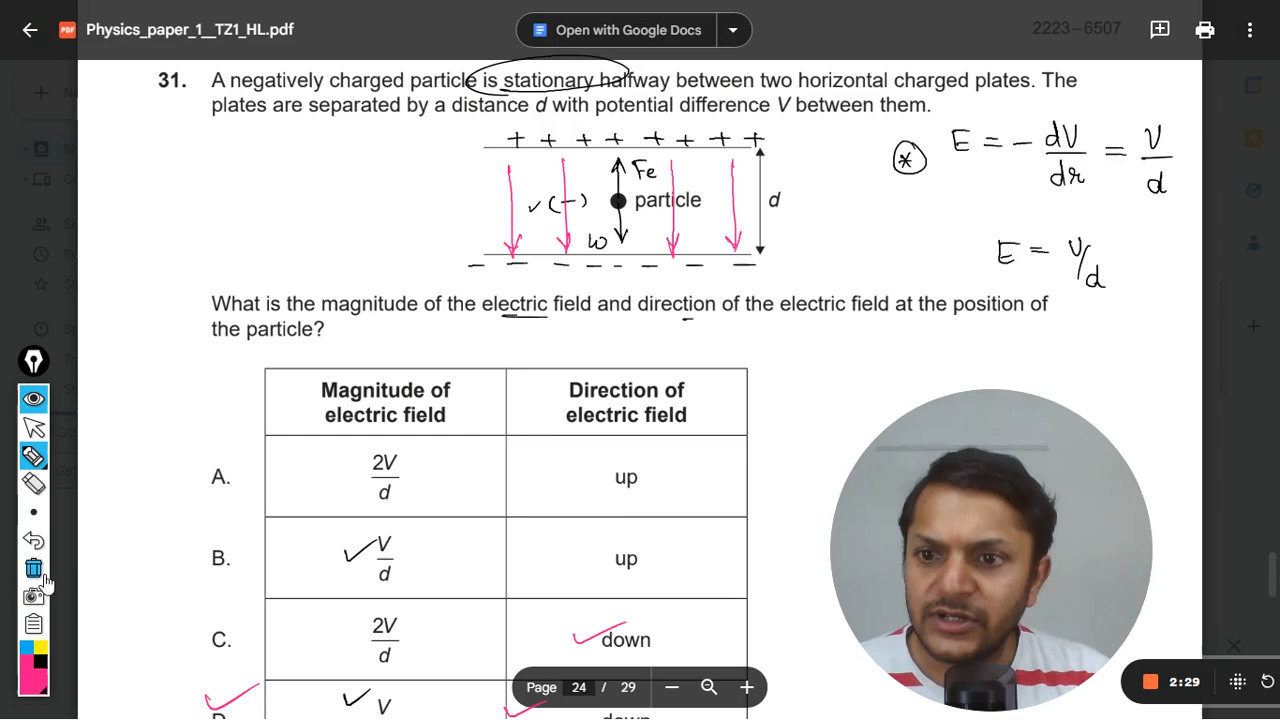 Physics_paper_1__TZ1_HL.pdf
Open with Google Docs
2223-6507
31. A negatively charged particle is stationary halfway between two horizontal charged plates. The
plates are separated by a distance d with potential difference V between them.
+ + + + + + + +
Fe
(−) particle
d
w
− − − − − − − −
* E = − dV/dr = V/d
E = V/d
What is the magnitude of the electric field and direction of the electric field at the position of
the particle?
Magnitude of electric field
Direction of electric field
A. 2V/d up
B. ✓ V/d up
C. 2V/d ✓ down
✓ V ✓
Page 24 / 29
2:29